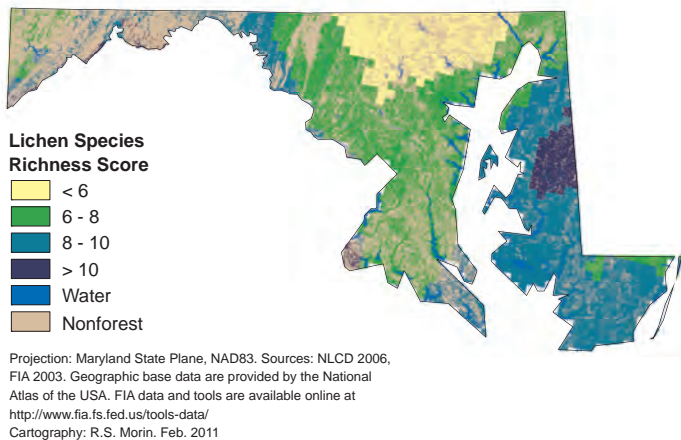 Lichen Species
Richness Score
< 6
6 - 8
8 - 10
> 10
Water
Nonforest
Projection: Maryland State Plane, NAD83. Sources: NLCD 2006,
FIA 2003. Geographic base data are provided by the National
Atlas of the USA. FIA data and tools are available online at
http://www.fia.fs.fed.us/tools-data/
Cartography: R.S. Morin. Feb. 2011